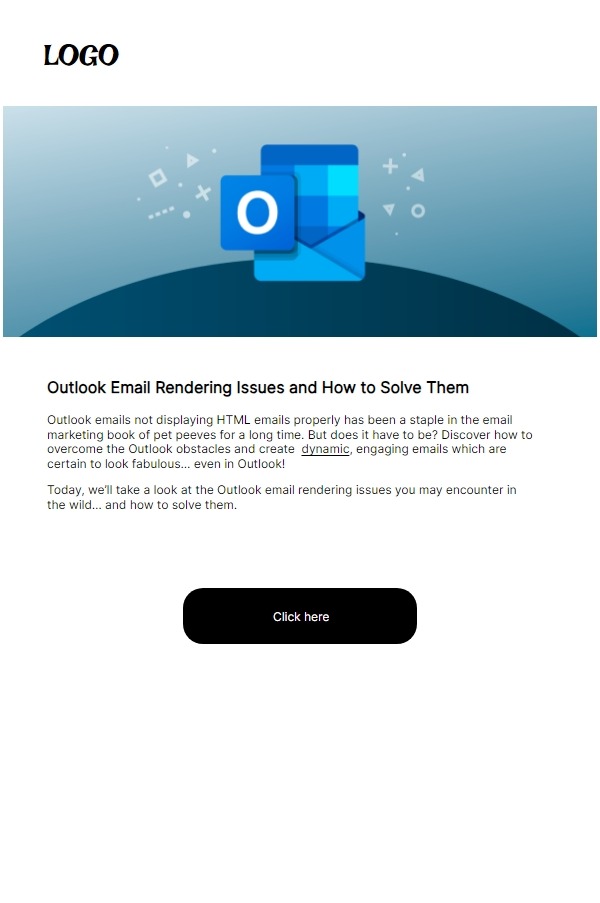 LOGO
O
Outlook Email Rendering Issues and How to Solve Them
Outlook emails not displaying HTML emails properly has been a staple in the email
marketing book of pet peeves for a long time. But does it have to be? Discover how to
overcome the Outlook obstacles and create dynamic, engaging emails which are
certain to look fabulous... even in Outlook!
Today, we'll take a look at the Outlook email rendering issues you may encounter in
the wild... and how to solve them.
Click here